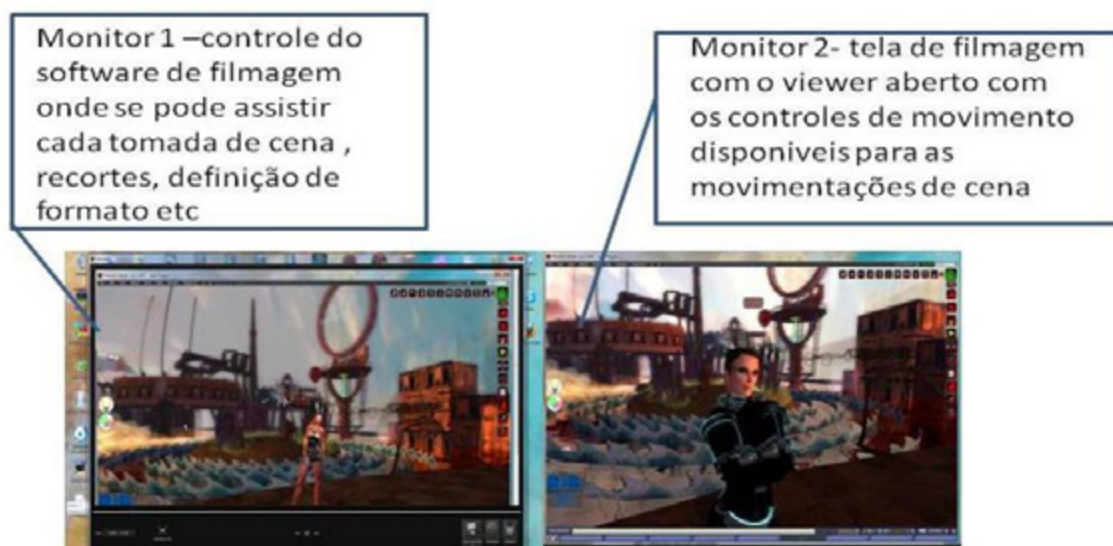 Monitor 1 –controle do
software de filmagem
onde se pode assistir
cada tomada de cena ,
recortes, definição de
formato etc
Monitor 2- tela de filmagem
com o viewer aberto com
os controles de movimento
disponiveis para as
movimentações de cena